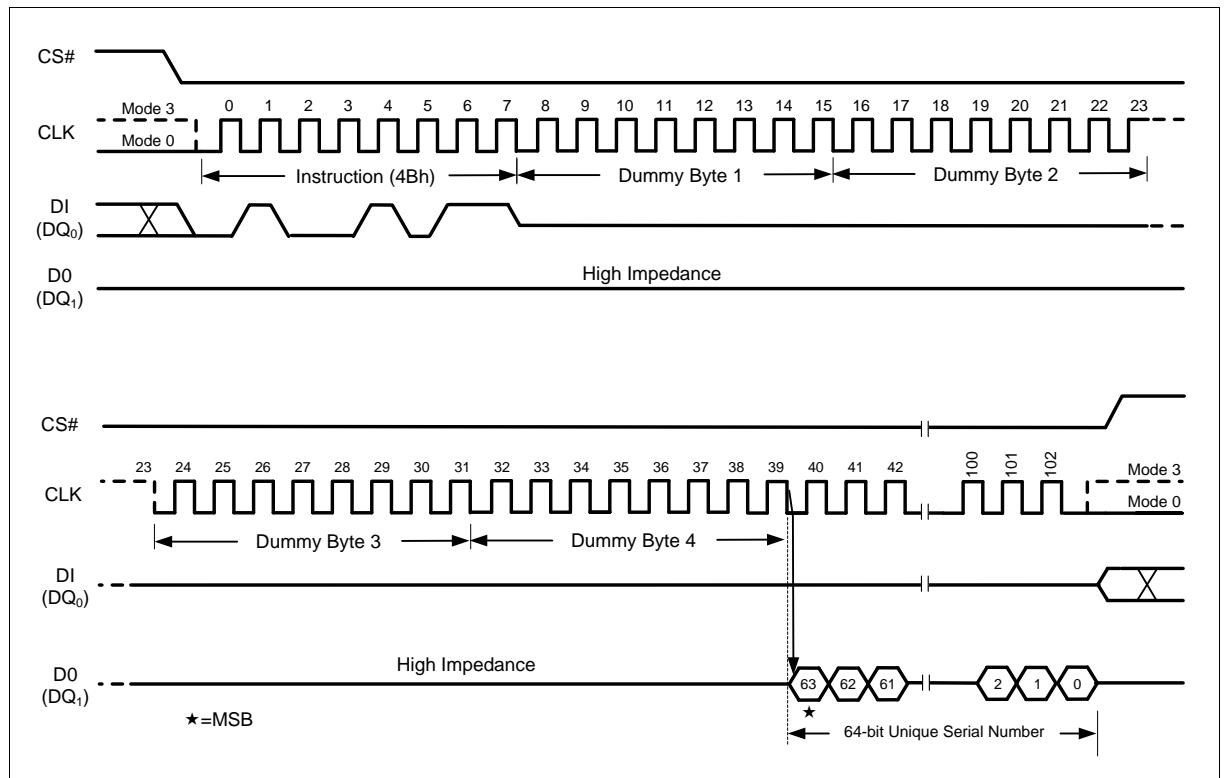 CS#
Mode 3
0 1 2 3 4 5 6 7 8 9 10 11 12 13 14 15 16 17 18 19 20 21 22 23
CLK
Mode 0
Instruction (4Bh) Dummy Byte 1 Dummy Byte 2
DI
(DQ0)
D0
(DQ1)
High Impedance
CS#
23 24 25 26 27 28 29 30 31 32 33 34 35 36 37 38 39 40 41 42 100 101 102
Mode 3
CLK
Mode 0
Dummy Byte 3 Dummy Byte 4
DI
(DQ0)
High Impedance
D0
(DQ1)
63 62 61 2 1 0
★=MSB
★
64-bit Unique Serial Number